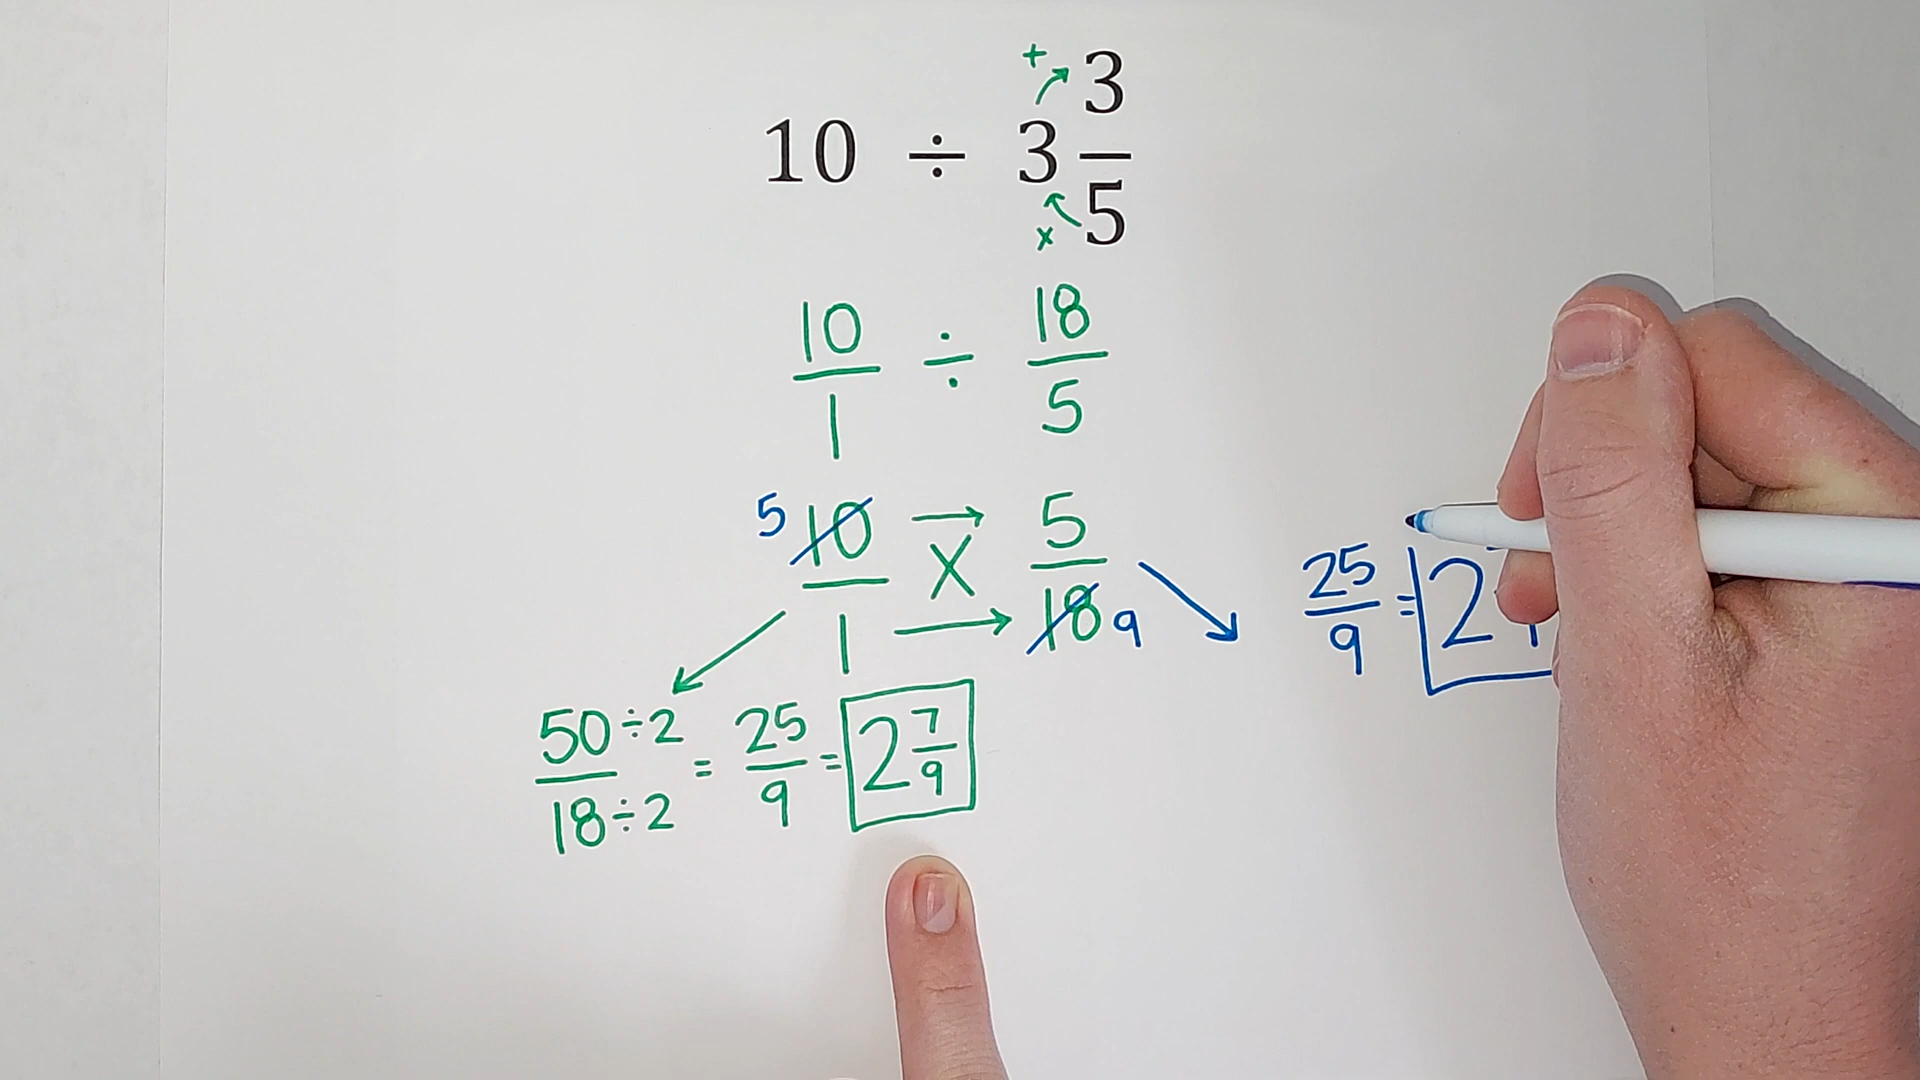 10 ÷ 3 3/5
+
x
10/1 ÷ 18/5
5 10/1 x 5/18 9
25/9 = 2
50÷2/18÷2 = 25/9 = 2 7/9